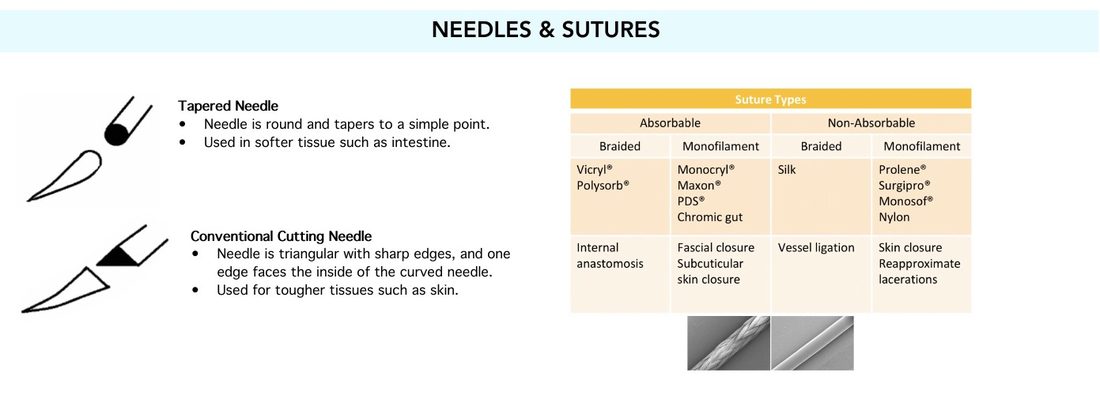 NEEDLES & SUTURES
Tapered Needle
• Needle is round and tapers to a simple point.
• Used in softer tissue such as intestine.
Conventional Cutting Needle
• Needle is triangular with sharp edges, and one
edge faces the inside of the curved needle.
• Used for tougher tissues such as skin.
Suture Types
Absorbable Non-Absorbable
Braided Monofilament Braided Monofilament
Vicryl® Monocryl® Silk Prolene®
Polysorb® Maxon® Surgipro®
PDS® Monosof®
Chromic gut Nylon
Internal Fascial closure Vessel ligation Skin closure
anastomosis Subcuticular Reapproximate
skin closure lacerations